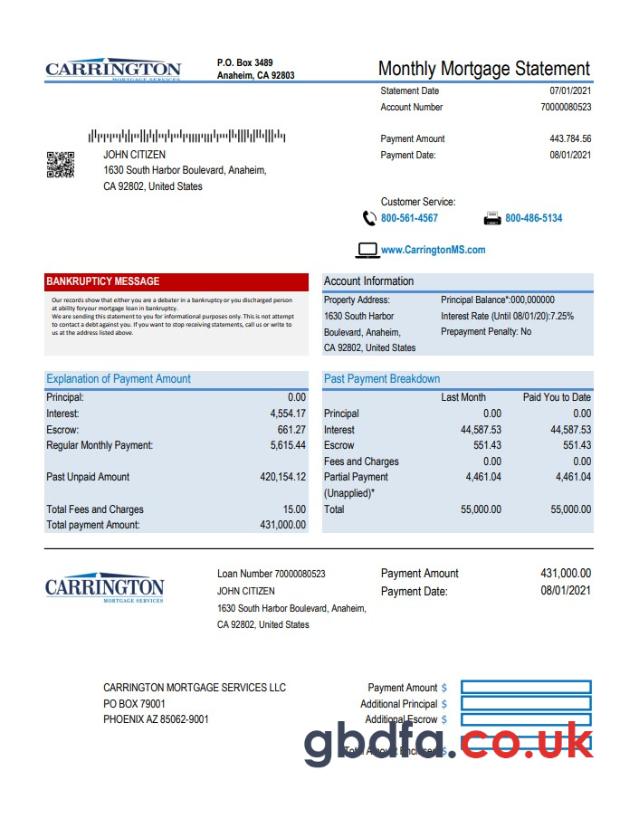 CARRINGTON
MORTGAGE SERVICES
P.O. Box 3489
Anaheim, CA 92803
Monthly Mortgage Statement
Statement Date 07/01/2021
Account Number 70000080523
Payment Amount 443.784.56
Payment Date: 08/01/2021
JOHN CITIZEN
1630 South Harbor Boulevard, Anaheim,
CA 92802, United States
Customer Service:
800-561-4567 800-486-5134
www.CarringtonMS.com
BANKRUPTICY MESSAGE
Our records show that either you are a debater in a bankruptcy or you discharged person
at ability foryour mortgage loan in bankruptcy.
We are sending this statement to you for informational purposes only. This is not attempt
to contact a debt against you. If you want to stop receiving statements, call us or write to
us at the address listed above.
Account Information
Property Address: Principal Balance*:000,000000
1630 South Harbor Interest Rate (Until 08/01/20):7.25%
Boulevard, Anaheim, Prepayment Penalty: No
CA 92802, United States
Explanation of Payment Amount
Principal: 0.00
Interest: 4,554.17
Escrow: 661.27
Regular Monthly Payment: 5,615.44
Past Unpaid Amount 420,154.12
Total Fees and Charges 15.00
Total payment Amount: 431,000.00
Past Payment Breakdown
Last Month Paid You to Date
Principal 0.00 0.00
Interest 44,587.53 44,587.53
Escrow 551.43 551.43
Fees and Charges 0.00 0.00
Partial Payment 4,461.04 4,461.04
(Unapplied)*
Total 55,000.00 55,000.00
CARRINGTON
MORTGAGE SERVICES
Loan Number 70000080523
JOHN CITIZEN
1630 South Harbor Boulevard, Anaheim,
CA 92802, United States
Payment Amount 431,000.00
Payment Date: 08/01/2021
CARRINGTON MORTGAGE SERVICES LLC
PO BOX 79001
PHOENIX AZ 85062-9001
Payment Amount $
Additional Principal $
Additional Escrow $
Total Amount Enclosed $
gbdfa.co.uk